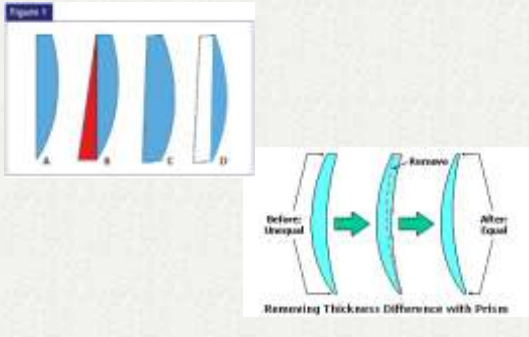 Figure 1
A B C D
Remove
Before:
Unequal
After:
Equal
Removing Thickness Difference with Prism